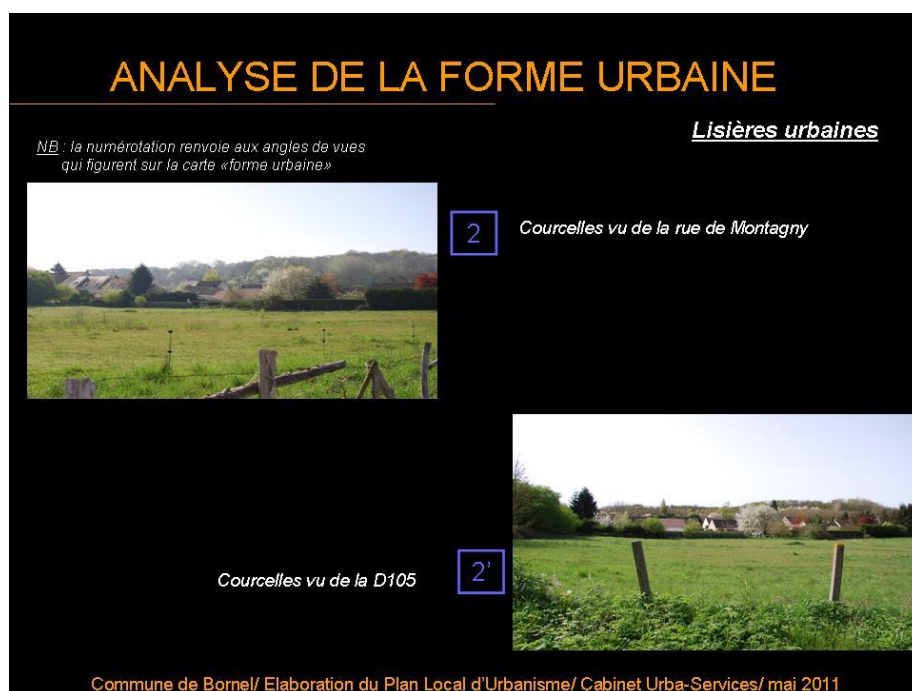 ANALYSE DE LA FORME URBAINE
Lisières urbaines
NB : la numérotation renvoie aux angles de vues
qui figurent sur la carte «forme urbaine»
2
Courcelles vu de la rue de Montagny
Courcelles vu de la D105
2'
Commune de Bornel/ Elaboration du Plan Local d'Urbanisme/ Cabinet Urba-Services/ mai 2011